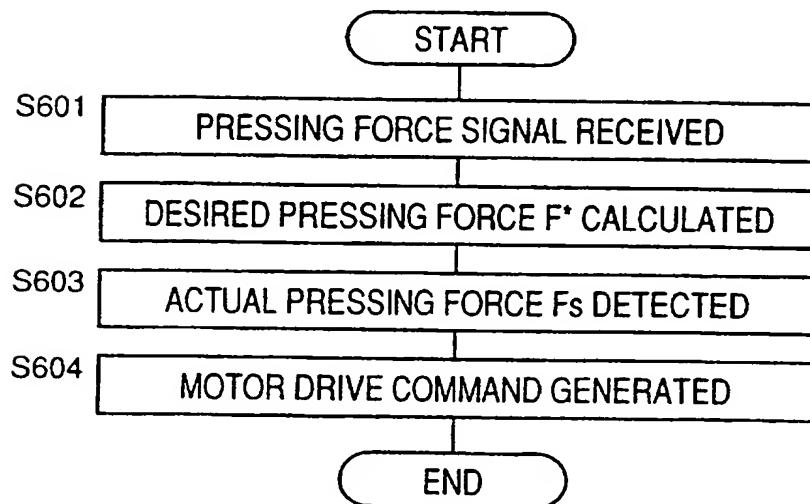 START
S601
PRESSING FORCE SIGNAL RECEIVED
S602
DESIRED PRESSING FORCE F* CALCULATED
S603
ACTUAL PRESSING FORCE Fs DETECTED
S604
MOTOR DRIVE COMMAND GENERATED
END